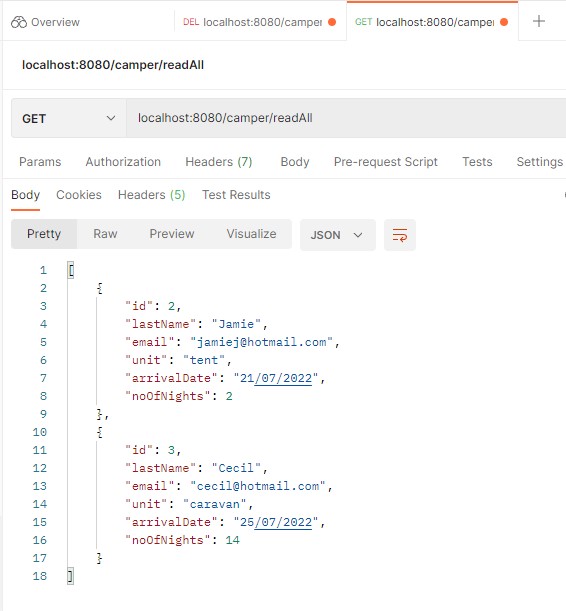 Overview DEL localhost:8080/camper GET localhost:8080/camper
localhost:8080/camper/readAll
GET localhost:8080/camper/readAll
Params Authorization Headers (7) Body Pre-request Script Tests Settings
Body Cookies Headers (5) Test Results
Pretty Raw Preview Visualize JSON
1 [
2 {
3 "id": 2,
4 "lastName": "Jamie",
5 "email": "jamiej@hotmail.com",
6 "unit": "tent",
7 "arrivalDate": "21/07/2022",
8 "noOfNights": 2
9 },
10 {
11 "id": 3,
12 "lastName": "Cecil",
13 "email": "cecil@hotmail.com",
14 "unit": "caravan",
15 "arrivalDate": "25/07/2022",
16 "noOfNights": 14
17 }
18 ]